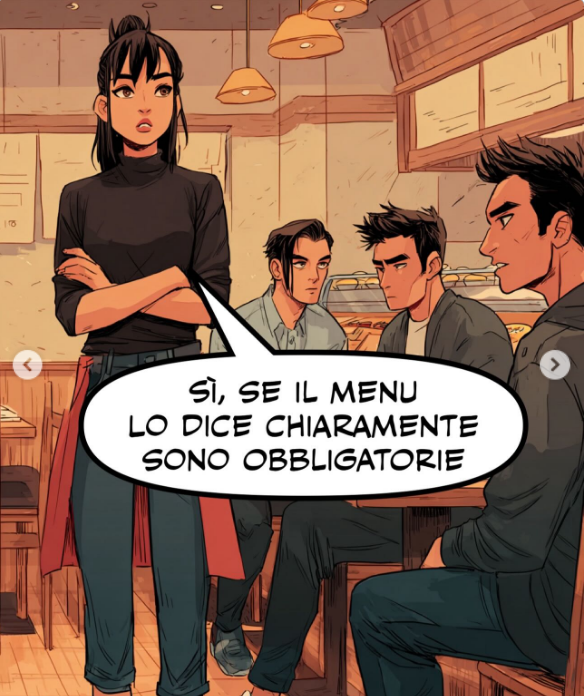 SÌ, SE IL MENU
LO DICE CHIARAMENTE
SONO OBBLIGATORIE